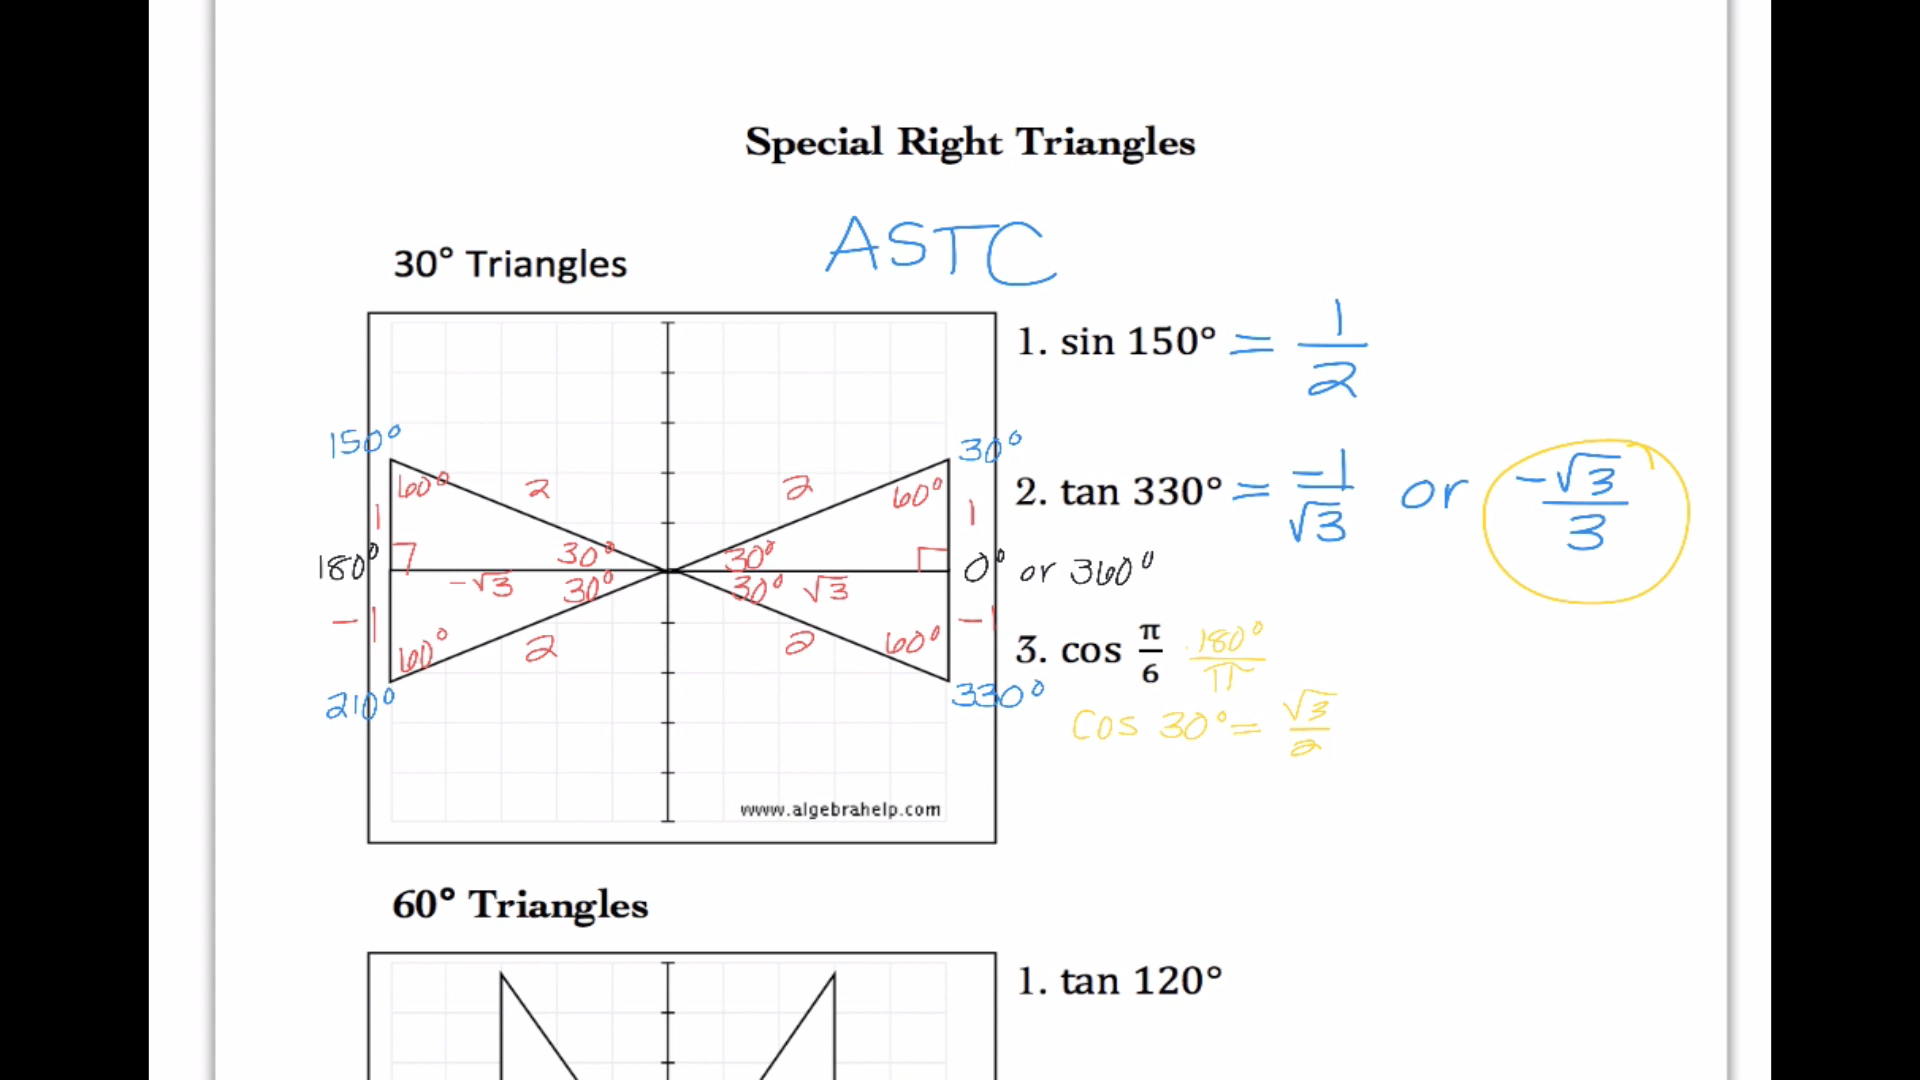 Special Right Triangles
ASTC
30° Triangles
1. sin 150° = 1/2
150°
30°
60°
2
2
60°
2. tan 330° = -1/√3 or -√3/3
1
1
30°
30°
180°
0° or 360°
-√3
30°
30°
√3
-1
-1
60°
2
2
60°
3. cos π/6 · 180°/π
210°
330°
cos 30° = √3/2
www.algebrahelp.com
60° Triangles
1. tan 120°